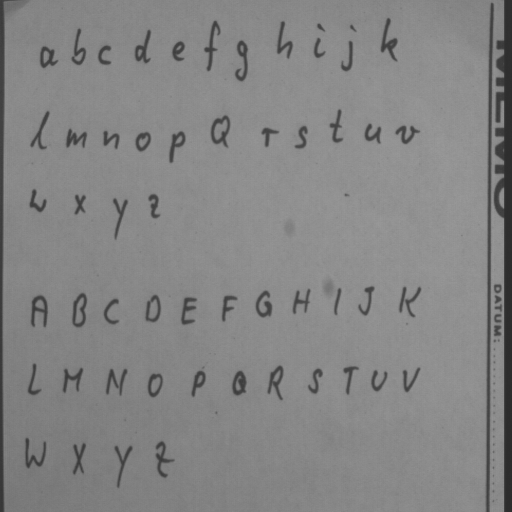 a b c d e f g h i j k
l m n o p Q r s t u v
w x y z
A B C D E F G H I J K
L M N O P Q R S T U V
W X Y Z
MEMO
DATUM: